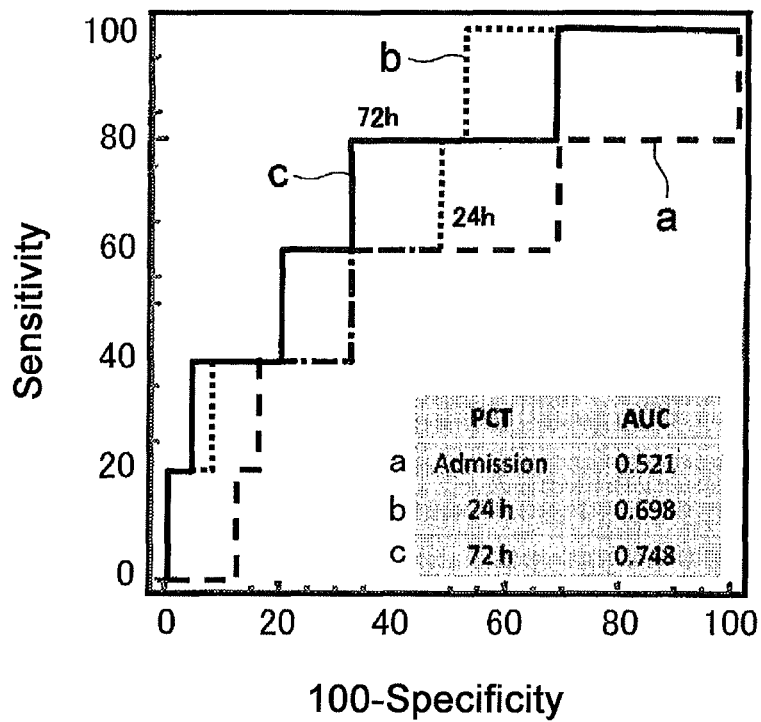 100
80
60
40
20
0
Sensitivity
b
72h
c
24h
a
PCT AUC
a Admission 0.521
b 24 h 0.698
c 72 h 0.748
0 20 40 60 80 100
100-Specificity